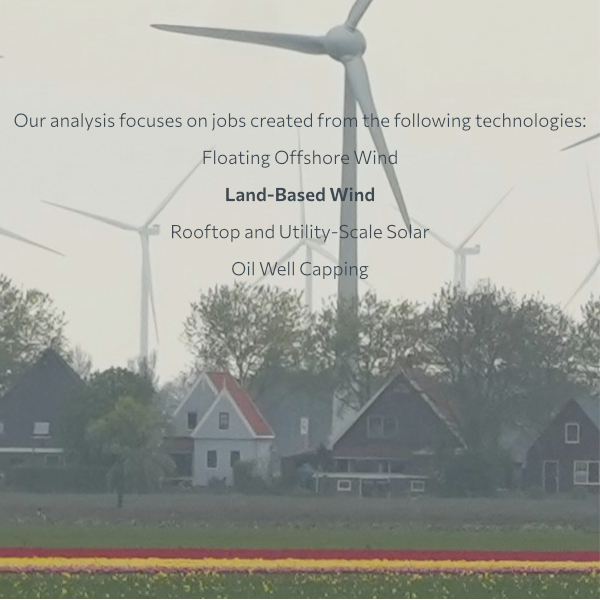 Our analysis focuses on jobs created from the following technologies:
Floating Offshore Wind
Land-Based Wind
Rooftop and Utility-Scale Solar
Oil Well Capping